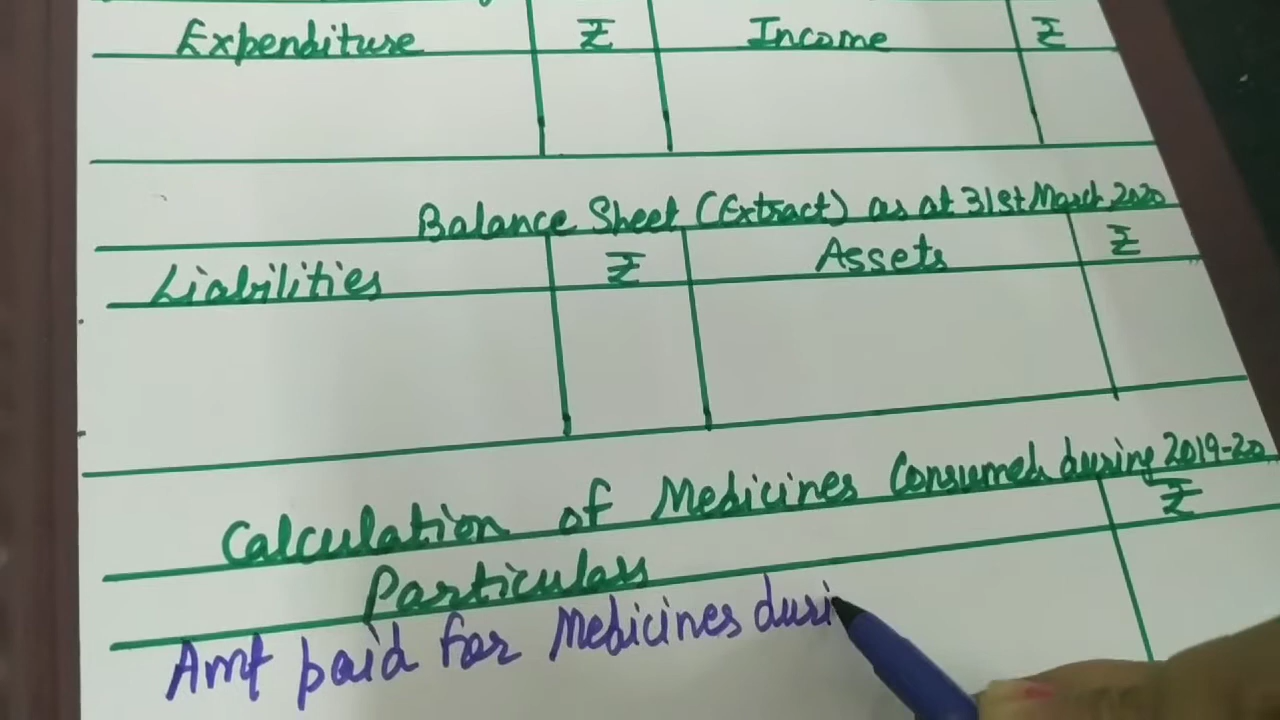 Expenditure ₹ Income ₹
Balance Sheet (Extract) as at 31st March 2020
Liabilities ₹ Assets ₹
Calculation of Medicines Consumed during 2019-20
Particulars ₹
Amt paid for Medicines duri